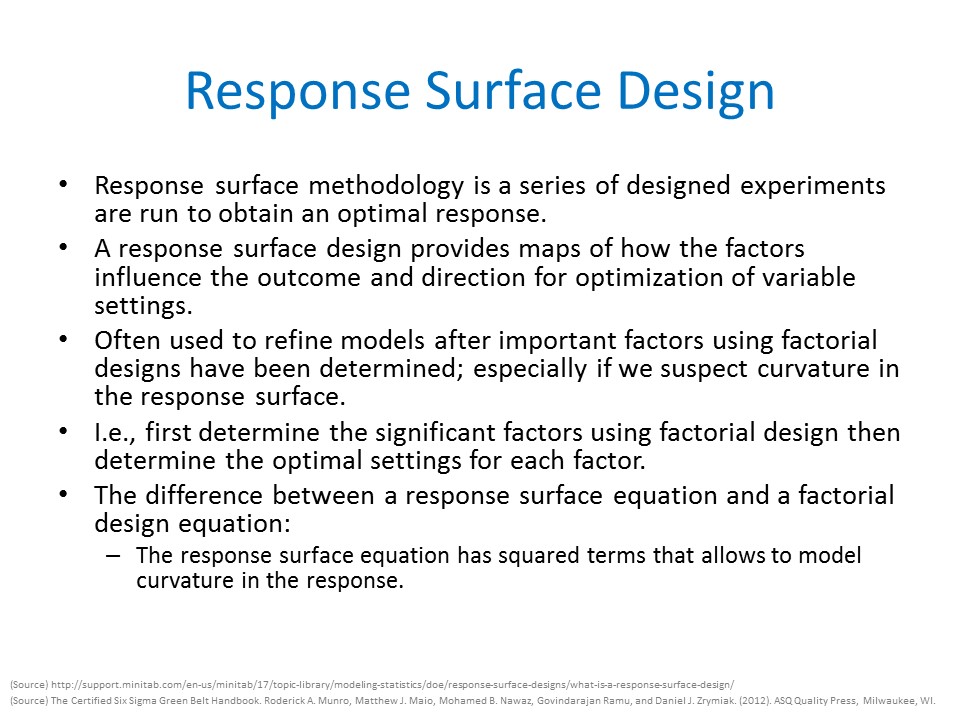 Response Surface Design
• Response surface methodology is a series of designed experiments
are run to obtain an optimal response.
• A response surface design provides maps of how the factors
influence the outcome and direction for optimization of variable
settings.
• Often used to refine models after important factors using factorial
designs have been determined; especially if we suspect curvature in
the response surface.
• I.e., first determine the significant factors using factorial design then
determine the optimal settings for each factor.
• The difference between a response surface equation and a factorial
design equation:
– The response surface equation has squared terms that allows to model
curvature in the response.
(Source) http://support.minitab.com/en-us/minitab/17/topic-library/modeling-statistics/doe/response-surface-designs/what-is-a-response-surface-design/
(Source) The Certified Six Sigma Green Belt Handbook. Roderick A. Munro, Matthew J. Maio, Mohamed B. Nawaz, Govindarajan Ramu, and Daniel J. Zrymiak. (2012). ASQ Quality Press, Milwaukee, WI.